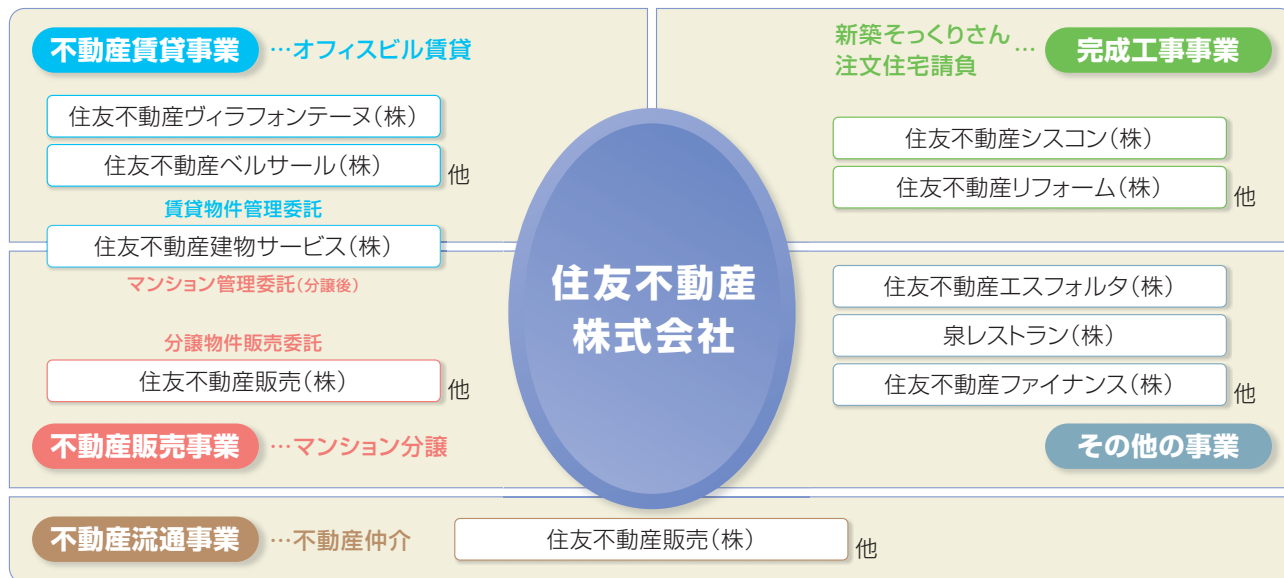 不動産賃貸事業 …オフィスビル賃貸
住友不動産ヴィラフォンテーヌ(株)
住友不動産ベルサール(株) 他
賃貸物件管理委託
住友不動産建物サービス(株)
マンション管理委託(分譲後)
分譲物件販売委託
住友不動産販売(株) 他
不動産販売事業 …マンション分譲
住友不動産
株式会社
新築そっくりさん
注文住宅請負 … 完成工事事業
住友不動産シスコン(株)
住友不動産リフォーム(株) 他
住友不動産エスフォルタ(株)
泉レストラン(株)
住友不動産ファイナンス(株) 他
その他の事業
不動産流通事業 …不動産仲介 住友不動産販売(株) 他